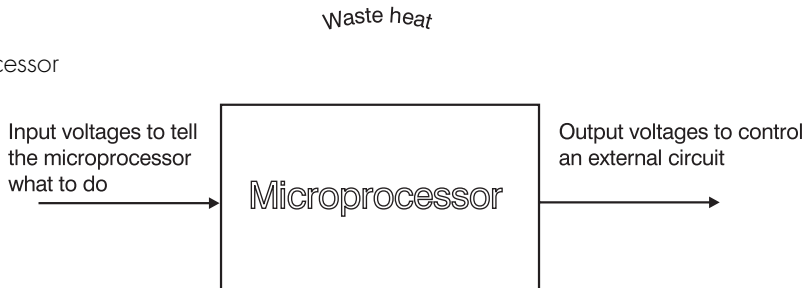 Waste heat
Input voltages to tell
the microprocessor
what to do
Microprocessor
Output voltages to control
an external circuit